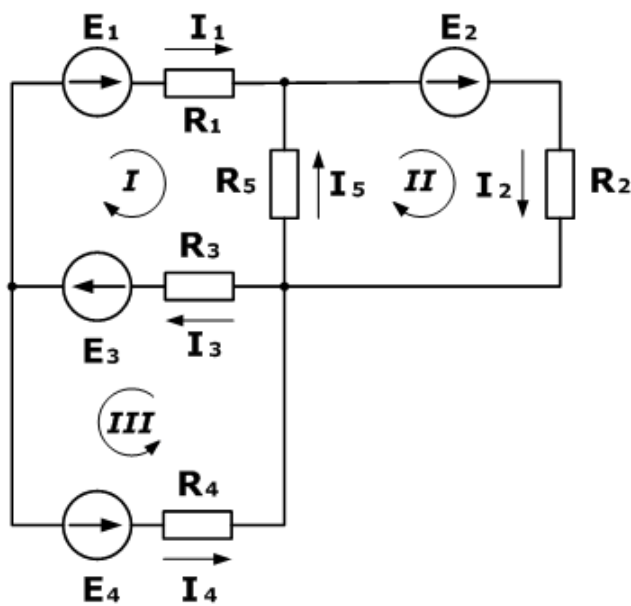 E₁ I₁ E₂
R₁
I R₅ I₅ II I₂ R₂
R₃
E₃ I₃
III
R₄
E₄ I₄